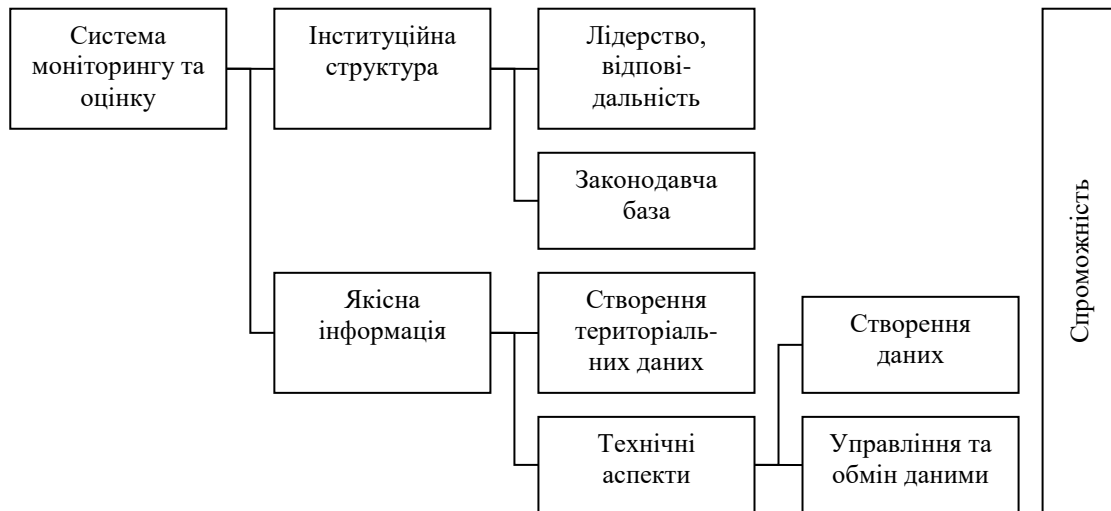 Система
моніторингу та
оцінку
Інституційна
структура
Лідерство,
відпові-
дальність
Законодавча
база
Якісна
інформація
Створення
територіаль-
них даних
Технічні
аспекти
Створення
даних
Управління та
обмін даними
Спроможність